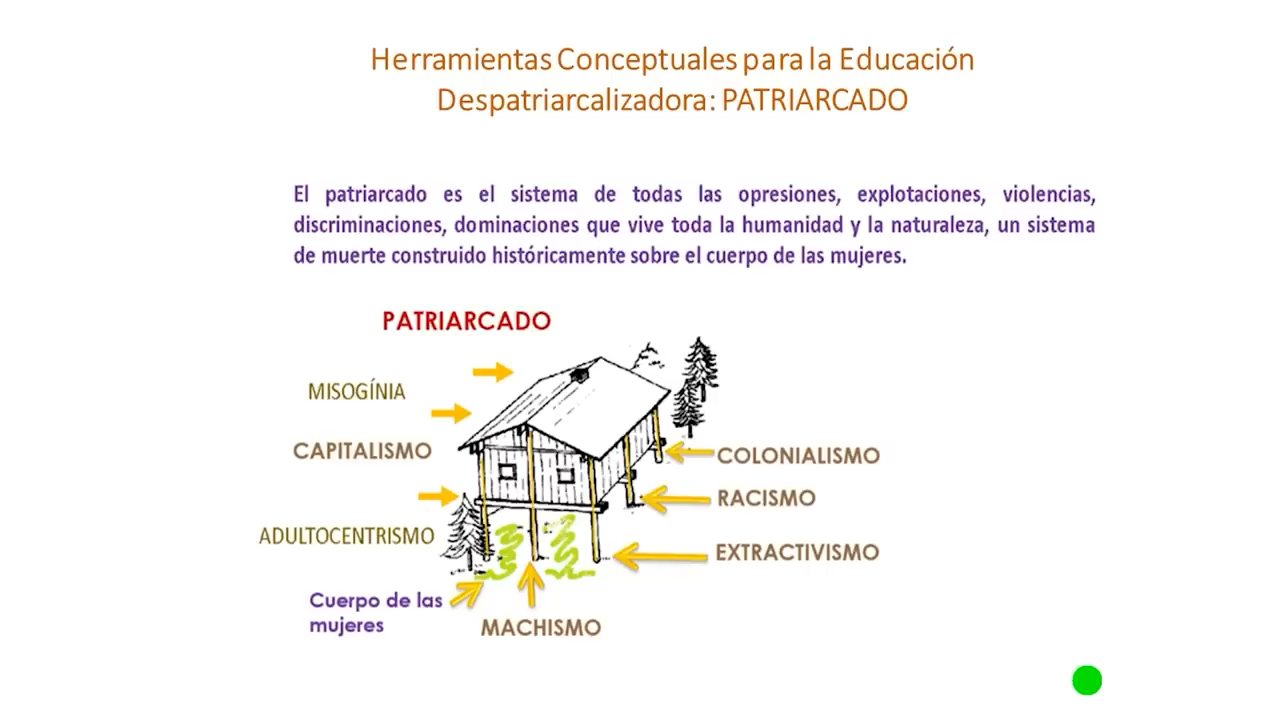 Herramientas Conceptuales para la Educación
Despatriarcalizadora: PATRIARCADO
El patriarcado es el sistema de todas las opresiones, explotaciones, violencias,
discriminaciones, dominaciones que vive toda la humanidad y la naturaleza, un sistema
de muerte construido históricamente sobre el cuerpo de las mujeres.
PATRIARCADO
MISOGÍNIA
CAPITALISMO
COLONIALISMO
RACISMO
ADULTOCENTRISMO
EXTRACTIVISMO
Cuerpo de las
mujeres
MACHISMO